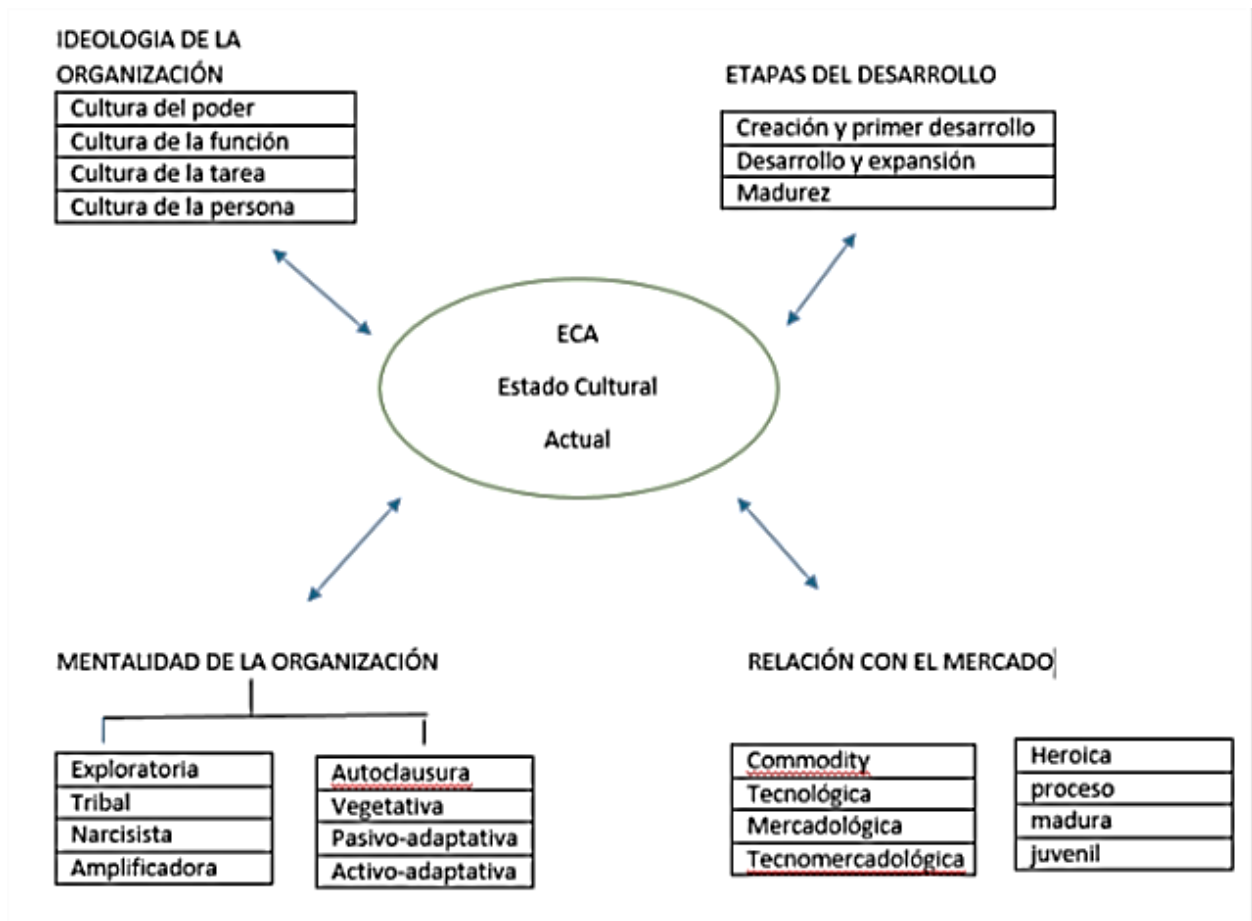 IDEOLOGIA DE LA
ORGANIZACIÓN
Cultura del poder
Cultura de la función
Cultura de la tarea
Cultura de la persona
ETAPAS DEL DESARROLLO
Creación y primer desarrollo
Desarrollo y expansión
Madurez
ECA
Estado Cultural
Actual
MENTALIDAD DE LA ORGANIZACIÓN
Exploratoria
Tribal
Narcisista
Amplificadora
Autoclausura
Vegetativa
Pasivo-adaptativa
Activo-adaptativa
RELACIÓN CON EL MERCADO
Commodity
Tecnológica
Mercadológica
Tecnomercadológica
Heroica
proceso
madura
juvenil